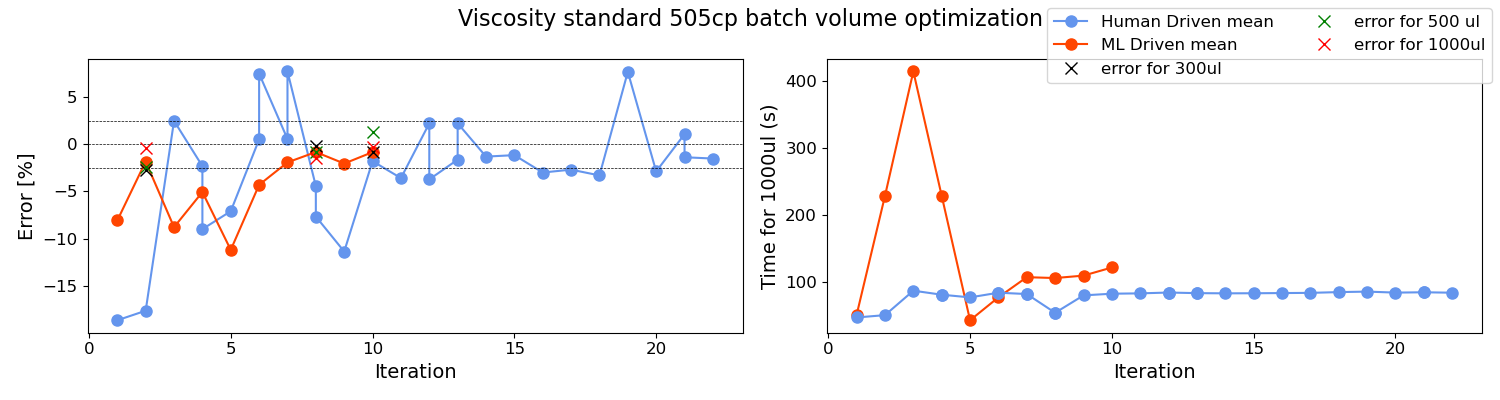 Viscosity standard 505cp batch volume optimization
Human Driven mean
ML Driven mean
error for 300ul
error for 500 ul
error for 1000ul
Error [%]
5
0
−5
−10
−15
0 5 10 15 20
Iteration
Time for 1000ul (s)
400
300
200
100
0 5 10 15 20
Iteration